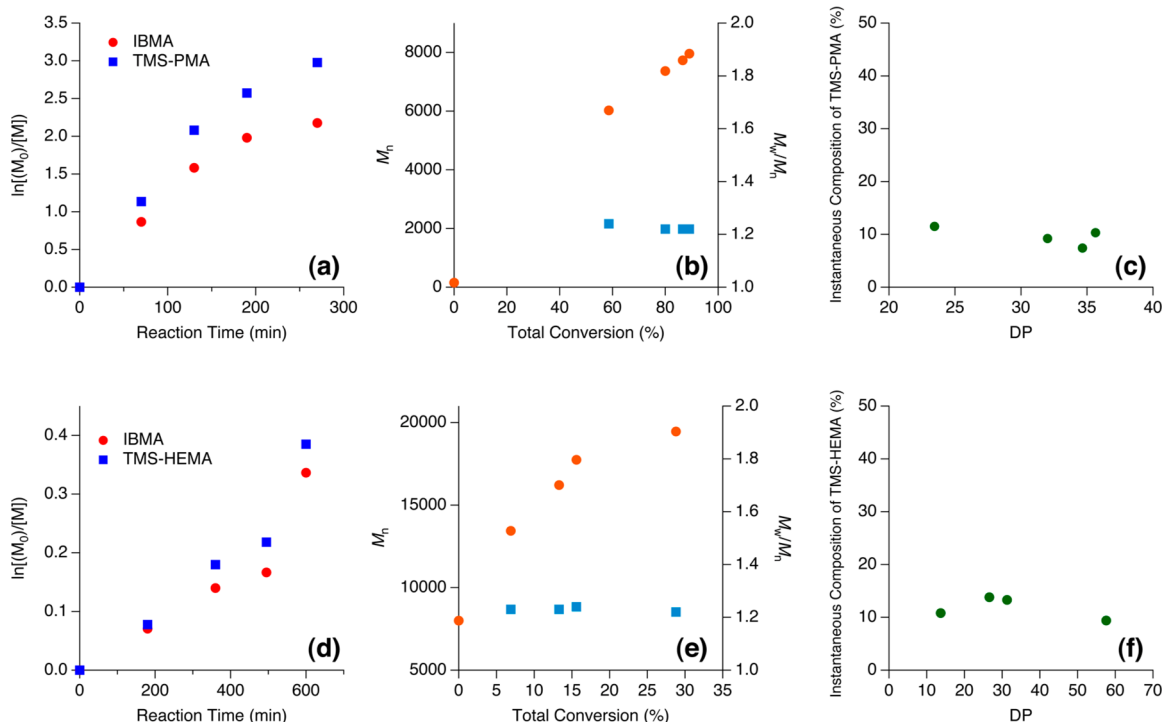 3.5
3.0
2.5
2.0
1.5
1.0
0.5
0.0
ln[(M₀)/[M])
IBMA
TMS-PMA
(a)
0 100 200 300
Reaction Time (min)
8000
6000
4000
2000
0
Mn
2.0
1.8
1.6
1.4
1.2
1.0
Mw/Mn
(b)
0 20 40 60 80 100
Total Conversion (%)
50
40
30
20
10
0
Instantaneous Composition of TMS-PMA (%)
(c)
20 25 30 35 40
DP
0.4
0.3
0.2
0.1
0.0
ln[(M₀)/[M])
IBMA
TMS-HEMA
(d)
0 200 400 600
Reaction Time (min)
20000
15000
10000
5000
Mn
2.0
1.8
1.6
1.4
1.2
1.0
Mw/Mn
(e)
0 5 10 15 20 25 30 35
Total Conversion (%)
50
40
30
20
10
0
Instantaneous Composition of TMS-HEMA (%)
(f)
0 10 20 30 40 50 60 70
DP